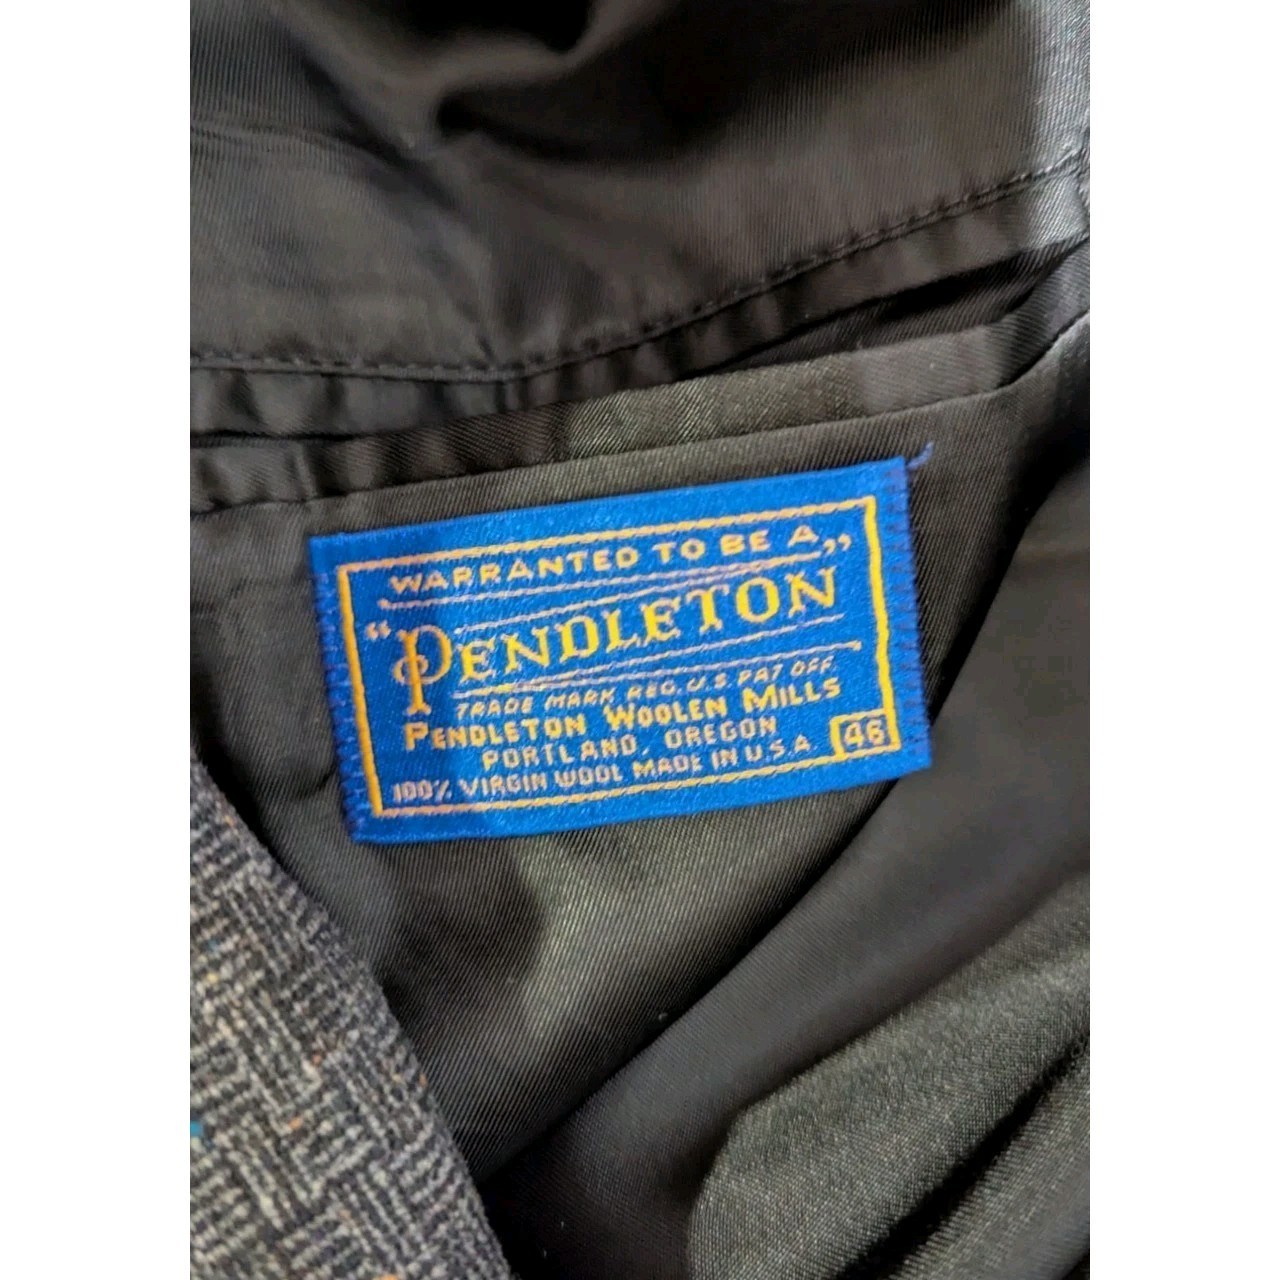 WARRANTED TO BE A
"PENDLETON"
TRADE MARK REG. U.S. PAT OFF.
PENDLETON WOOLEN MILLS
PORTLAND, OREGON
100% VIRGIN WOOL MADE IN U.S.A.
46